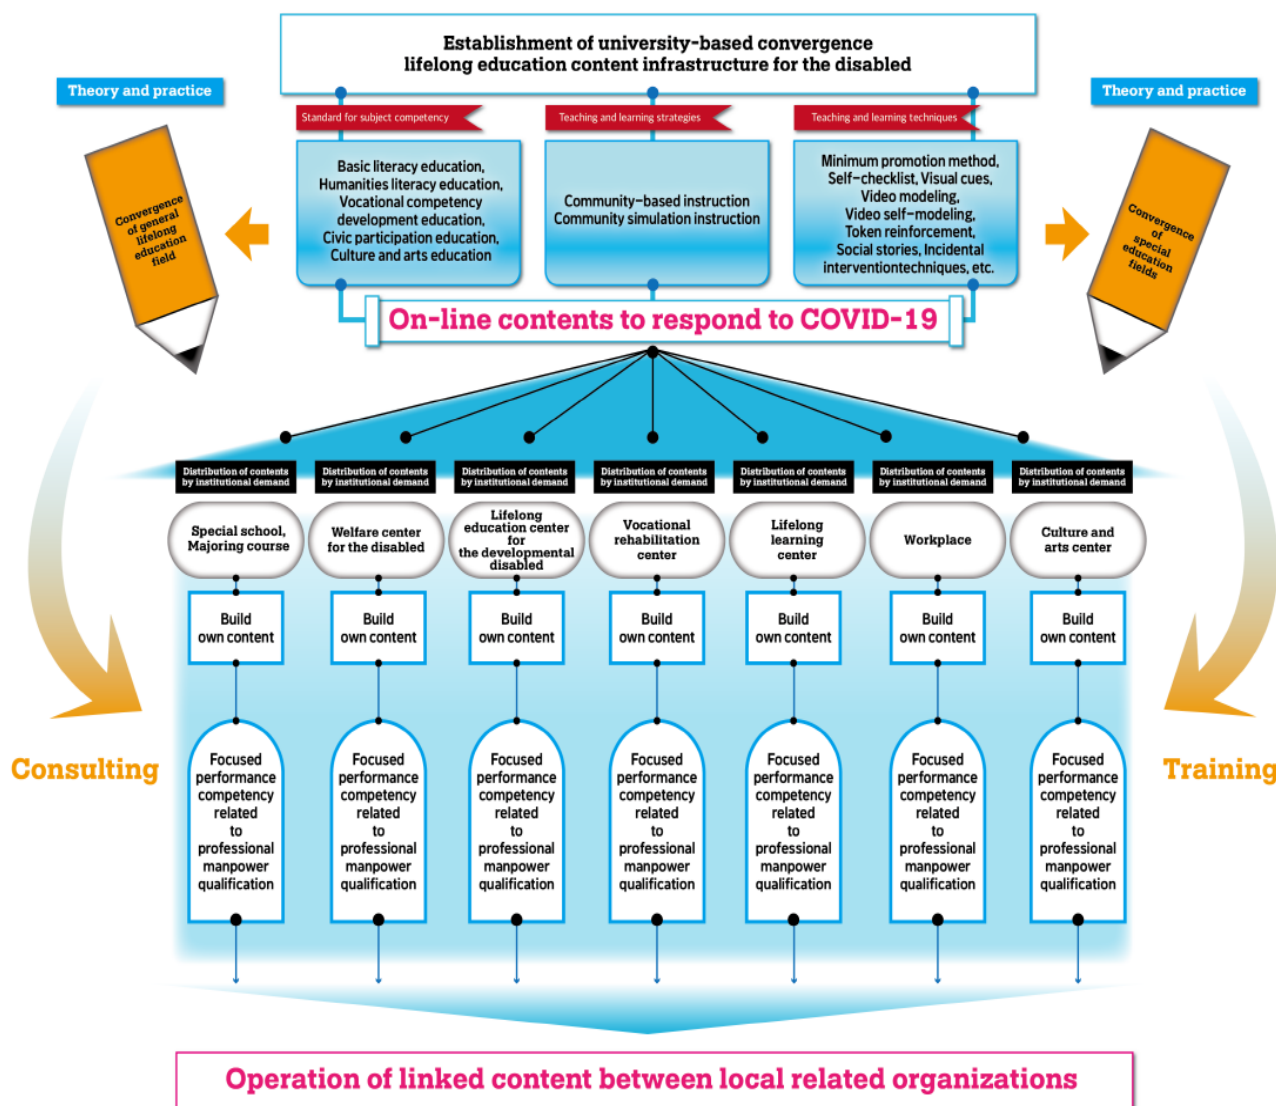 Establishment of university-based convergence
lifelong education content infrastructure for the disabled
Theory and practice
Theory and practice
Standard for subject competency
Teaching and learning strategies
Teaching and learning techniques
Basic literacy education,
Humanities literacy education,
Vocational competency
development education,
Civic participation education,
Culture and arts education
Community-based instruction
Community simulation instruction
Minimum promotion method,
Self-checklist, Visual cues,
Video modeling,
Video self-modeling,
Token reinforcement,
Social stories, Incidental
interventiontechniques, etc.
Convergence
of general
lifelong
education
field
Convergence
of
special
education
fields
On-line contents to respond to COVID-19
Distribution of contents
by institutional demand
Distribution of contents
by institutional demand
Distribution of contents
by institutional demand
Distribution of contents
by institutional demand
Distribution of contents
by institutional demand
Distribution of contents
by institutional demand
Distribution of contents
by institutional demand
Special school,
Majoring course
Welfare center
for the disabled
Lifelong
education center
for
the developmental
disabled
Vocational
rehabilitation
center
Lifelong
learning
center
Workplace
Culture and
arts center
Build
own content
Build
own content
Build
own content
Build
own content
Build
own content
Build
own content
Build
own content
Consulting
Training
Focused
performance
competency
related
to
professional
manpower
qualification
Focused
performance
competency
related
to
professional
manpower
qualification
Focused
performance
competency
related
to
professional
manpower
qualification
Focused
performance
competency
related
to
professional
manpower
qualification
Focused
performance
competency
related
to
professional
manpower
qualification
Focused
performance
competency
related
to
professional
manpower
qualification
Focused
performance
competency
related
to
professional
manpower
qualification
Operation of linked content between local related organizations